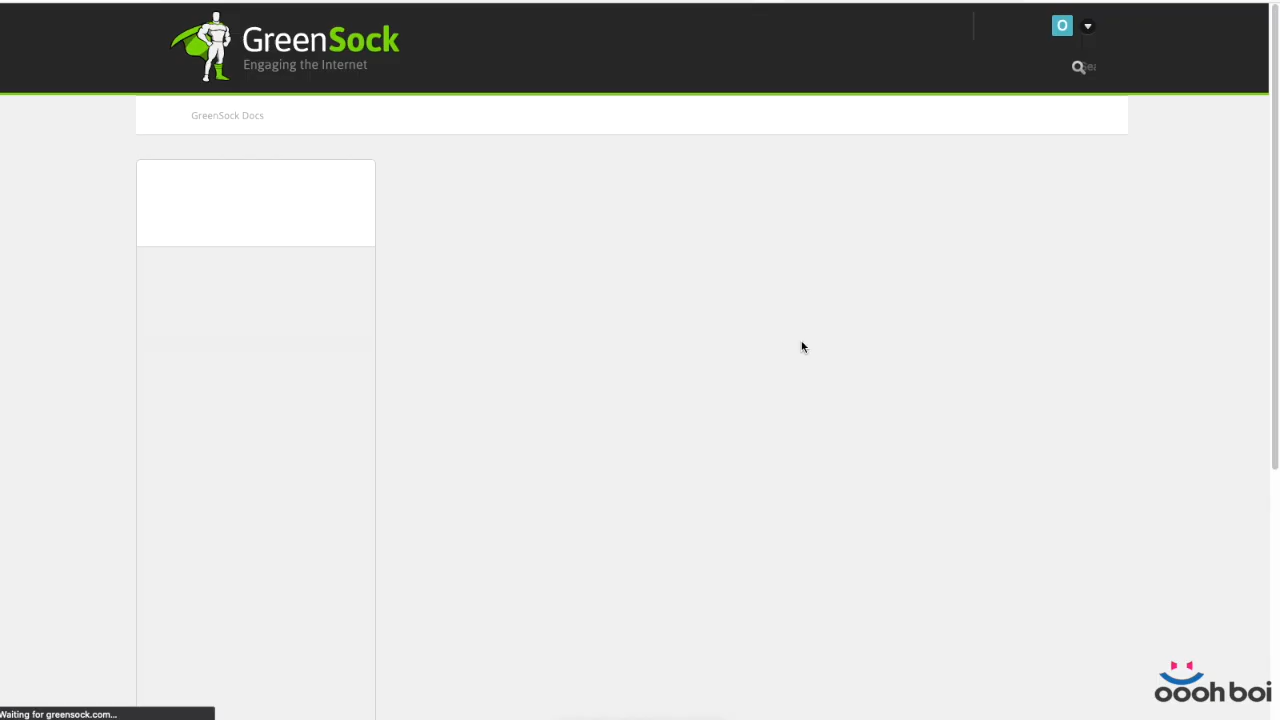 GreenSock
Engaging the Internet
O
GreenSock Docs
oooh boi
Waiting for greensock.com...